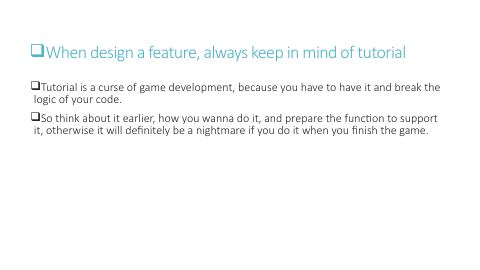 ❑When design a feature, always keep in mind of tutorial
❑Tutorial is a curse of game development, because you have to have it and break the
logic of your code.
❑So think about it earlier, how you wanna do it, and prepare the function to support
it, otherwise it will definitely be a nightmare if you do it when you finish the game.